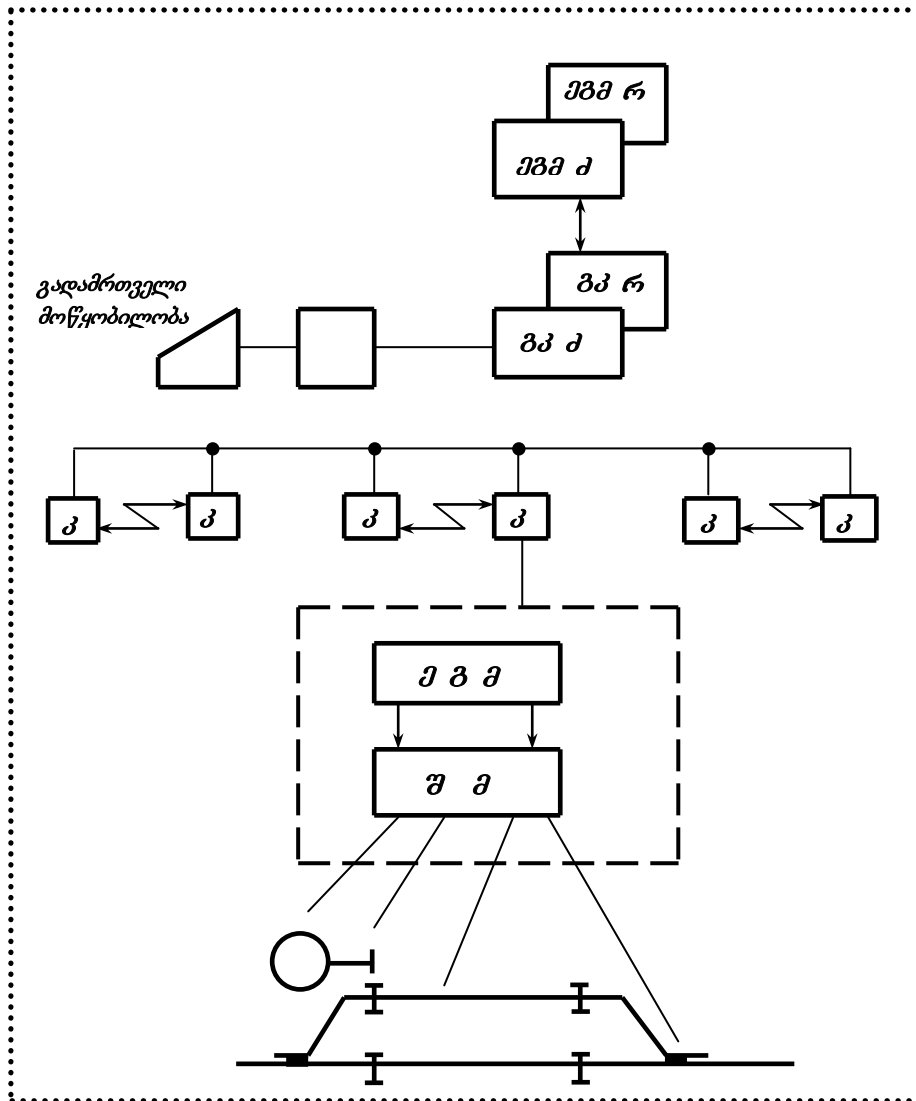 ეგმ რ
ეგმ ძ
გადამრთველი
მოწყობილობა
გკ რ
გკ ძ
კ კ კ კ კ კ
ე გ მ
შ მ